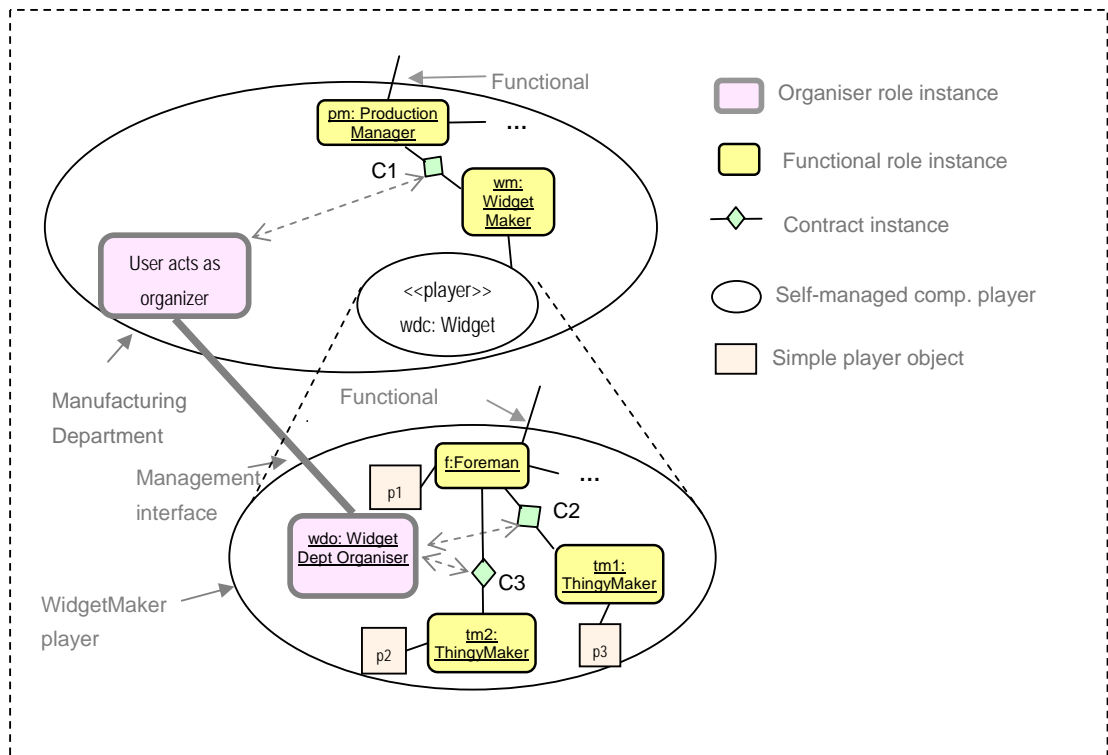 Functional
pm: Production
Manager
...
C1
wm:
Widget
Maker
User acts as
organizer
<<player>>
wdc: Widget
Manufacturing
Department
Functional
Management
interface
f:Foreman
...
p1
C2
wdo: Widget
Dept Organiser
C3
tm1:
ThingyMaker
WidgetMaker
player
tm2:
ThingyMaker
p2
p3
Organiser role instance
Functional role instance
Contract instance
Self-managed comp. player
Simple player object